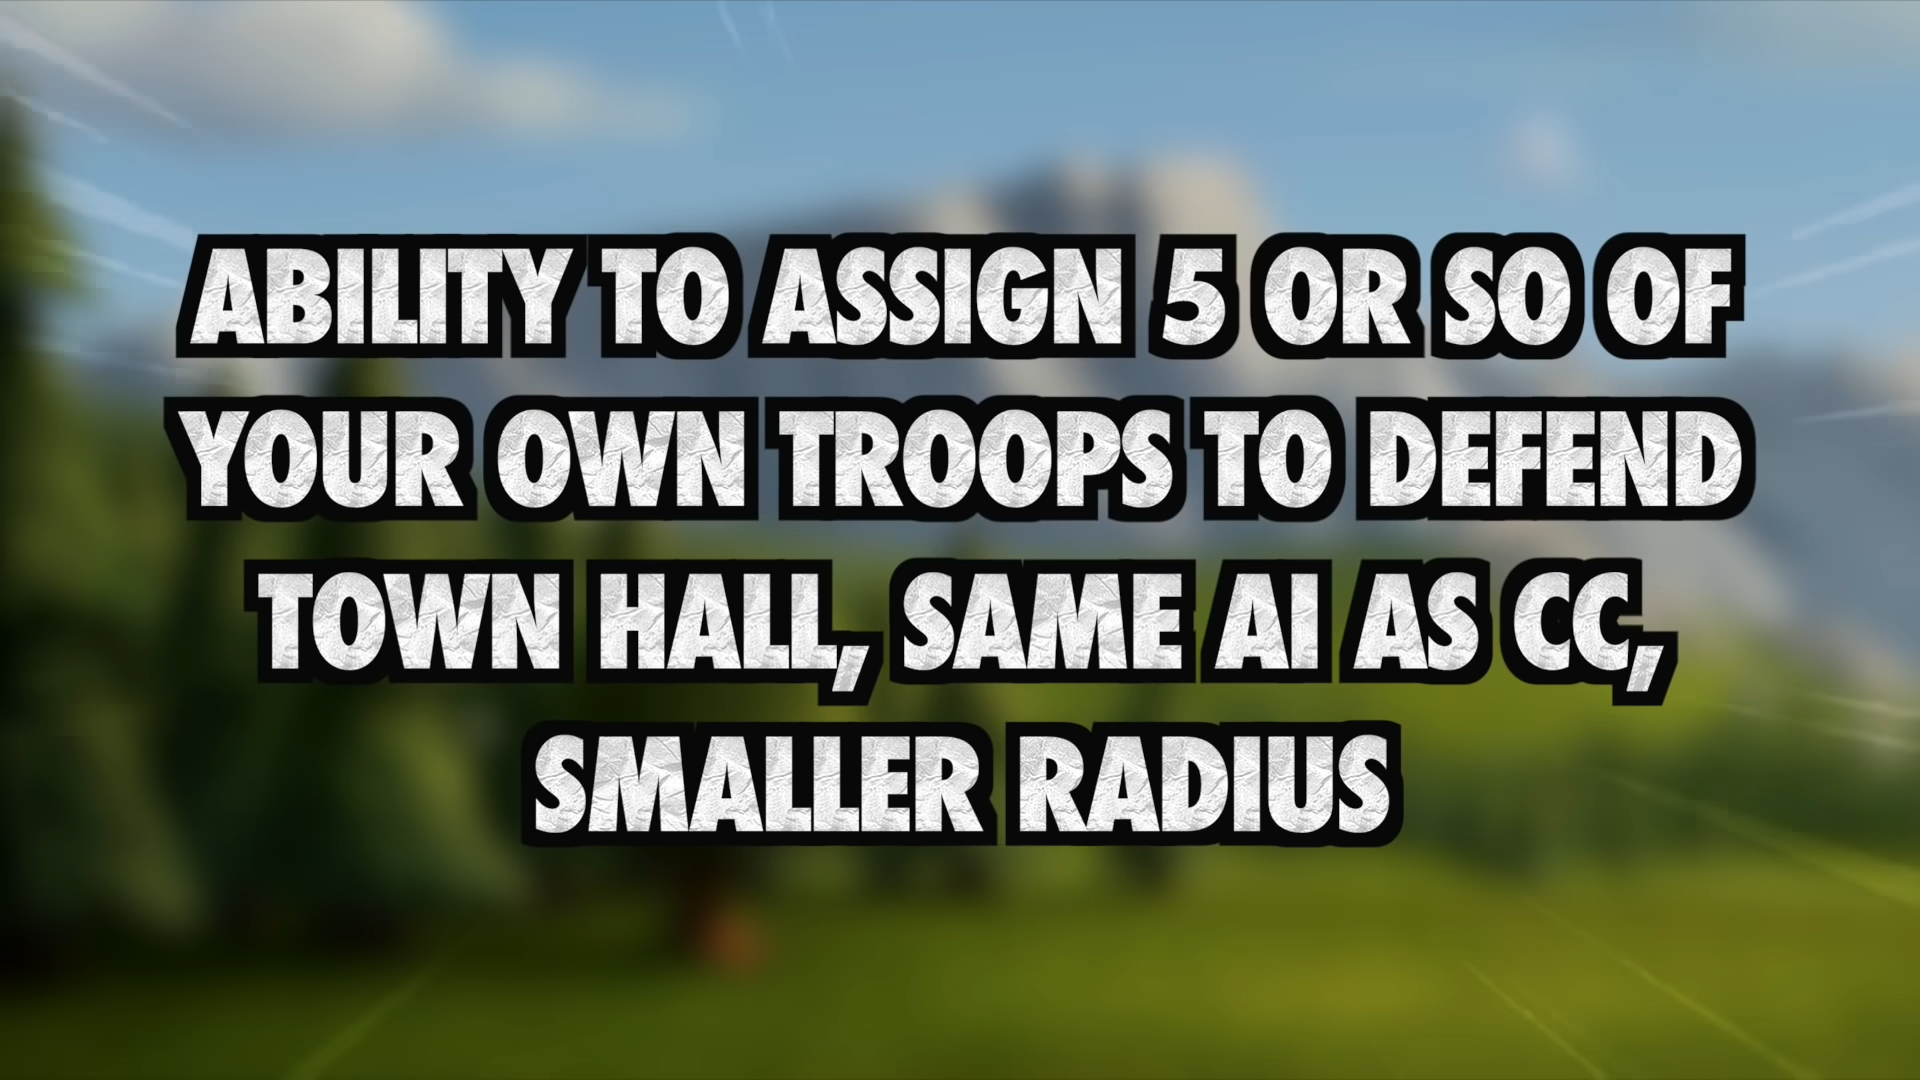 ABILITY TO ASSIGN 5 OR SO OF
YOUR OWN TROOPS TO DEFEND
TOWN HALL, SAME AI AS CC,
SMALLER RADIUS